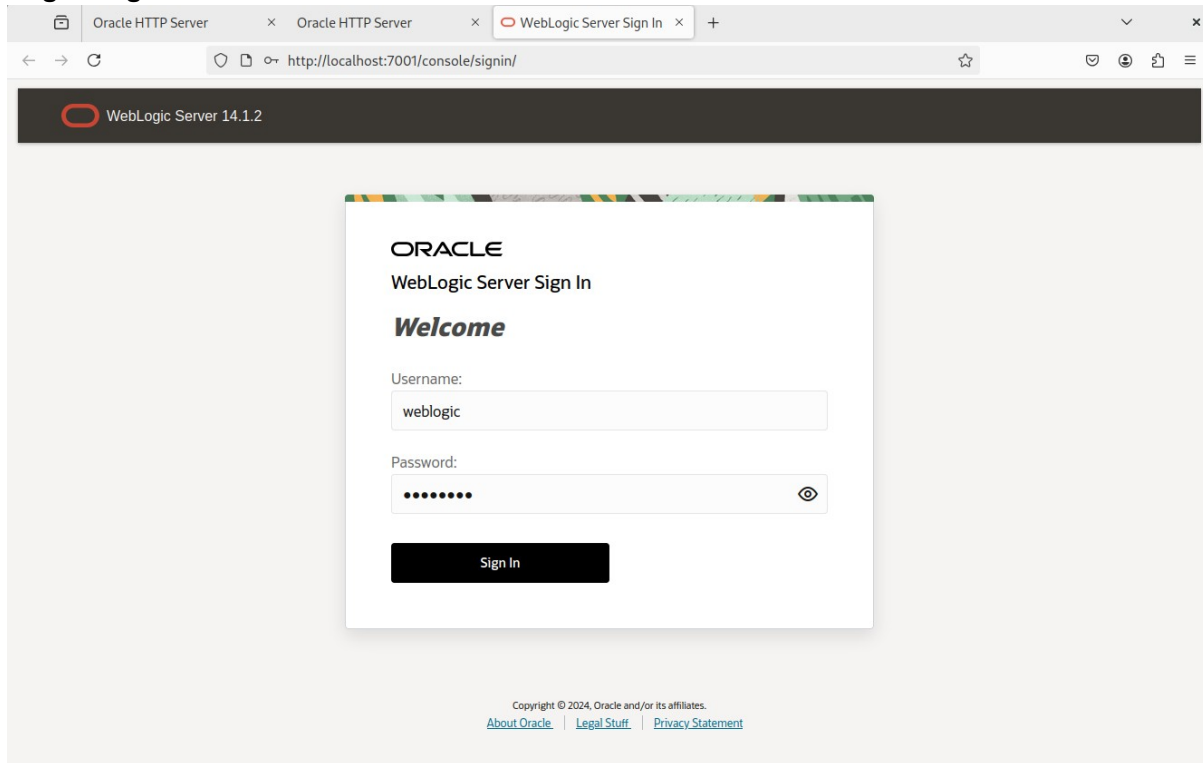 Oracle HTTP Server
Oracle HTTP Server
WebLogic Server Sign In
http://localhost:7001/console/signin/
WebLogic Server 14.1.2
ORACLE
WebLogic Server Sign In
Welcome
Username:
weblogic
Password:
••••••••
Sign In
Copyright © 2024, Oracle and/or its affiliates.
About Oracle | Legal Stuff | Privacy Statement